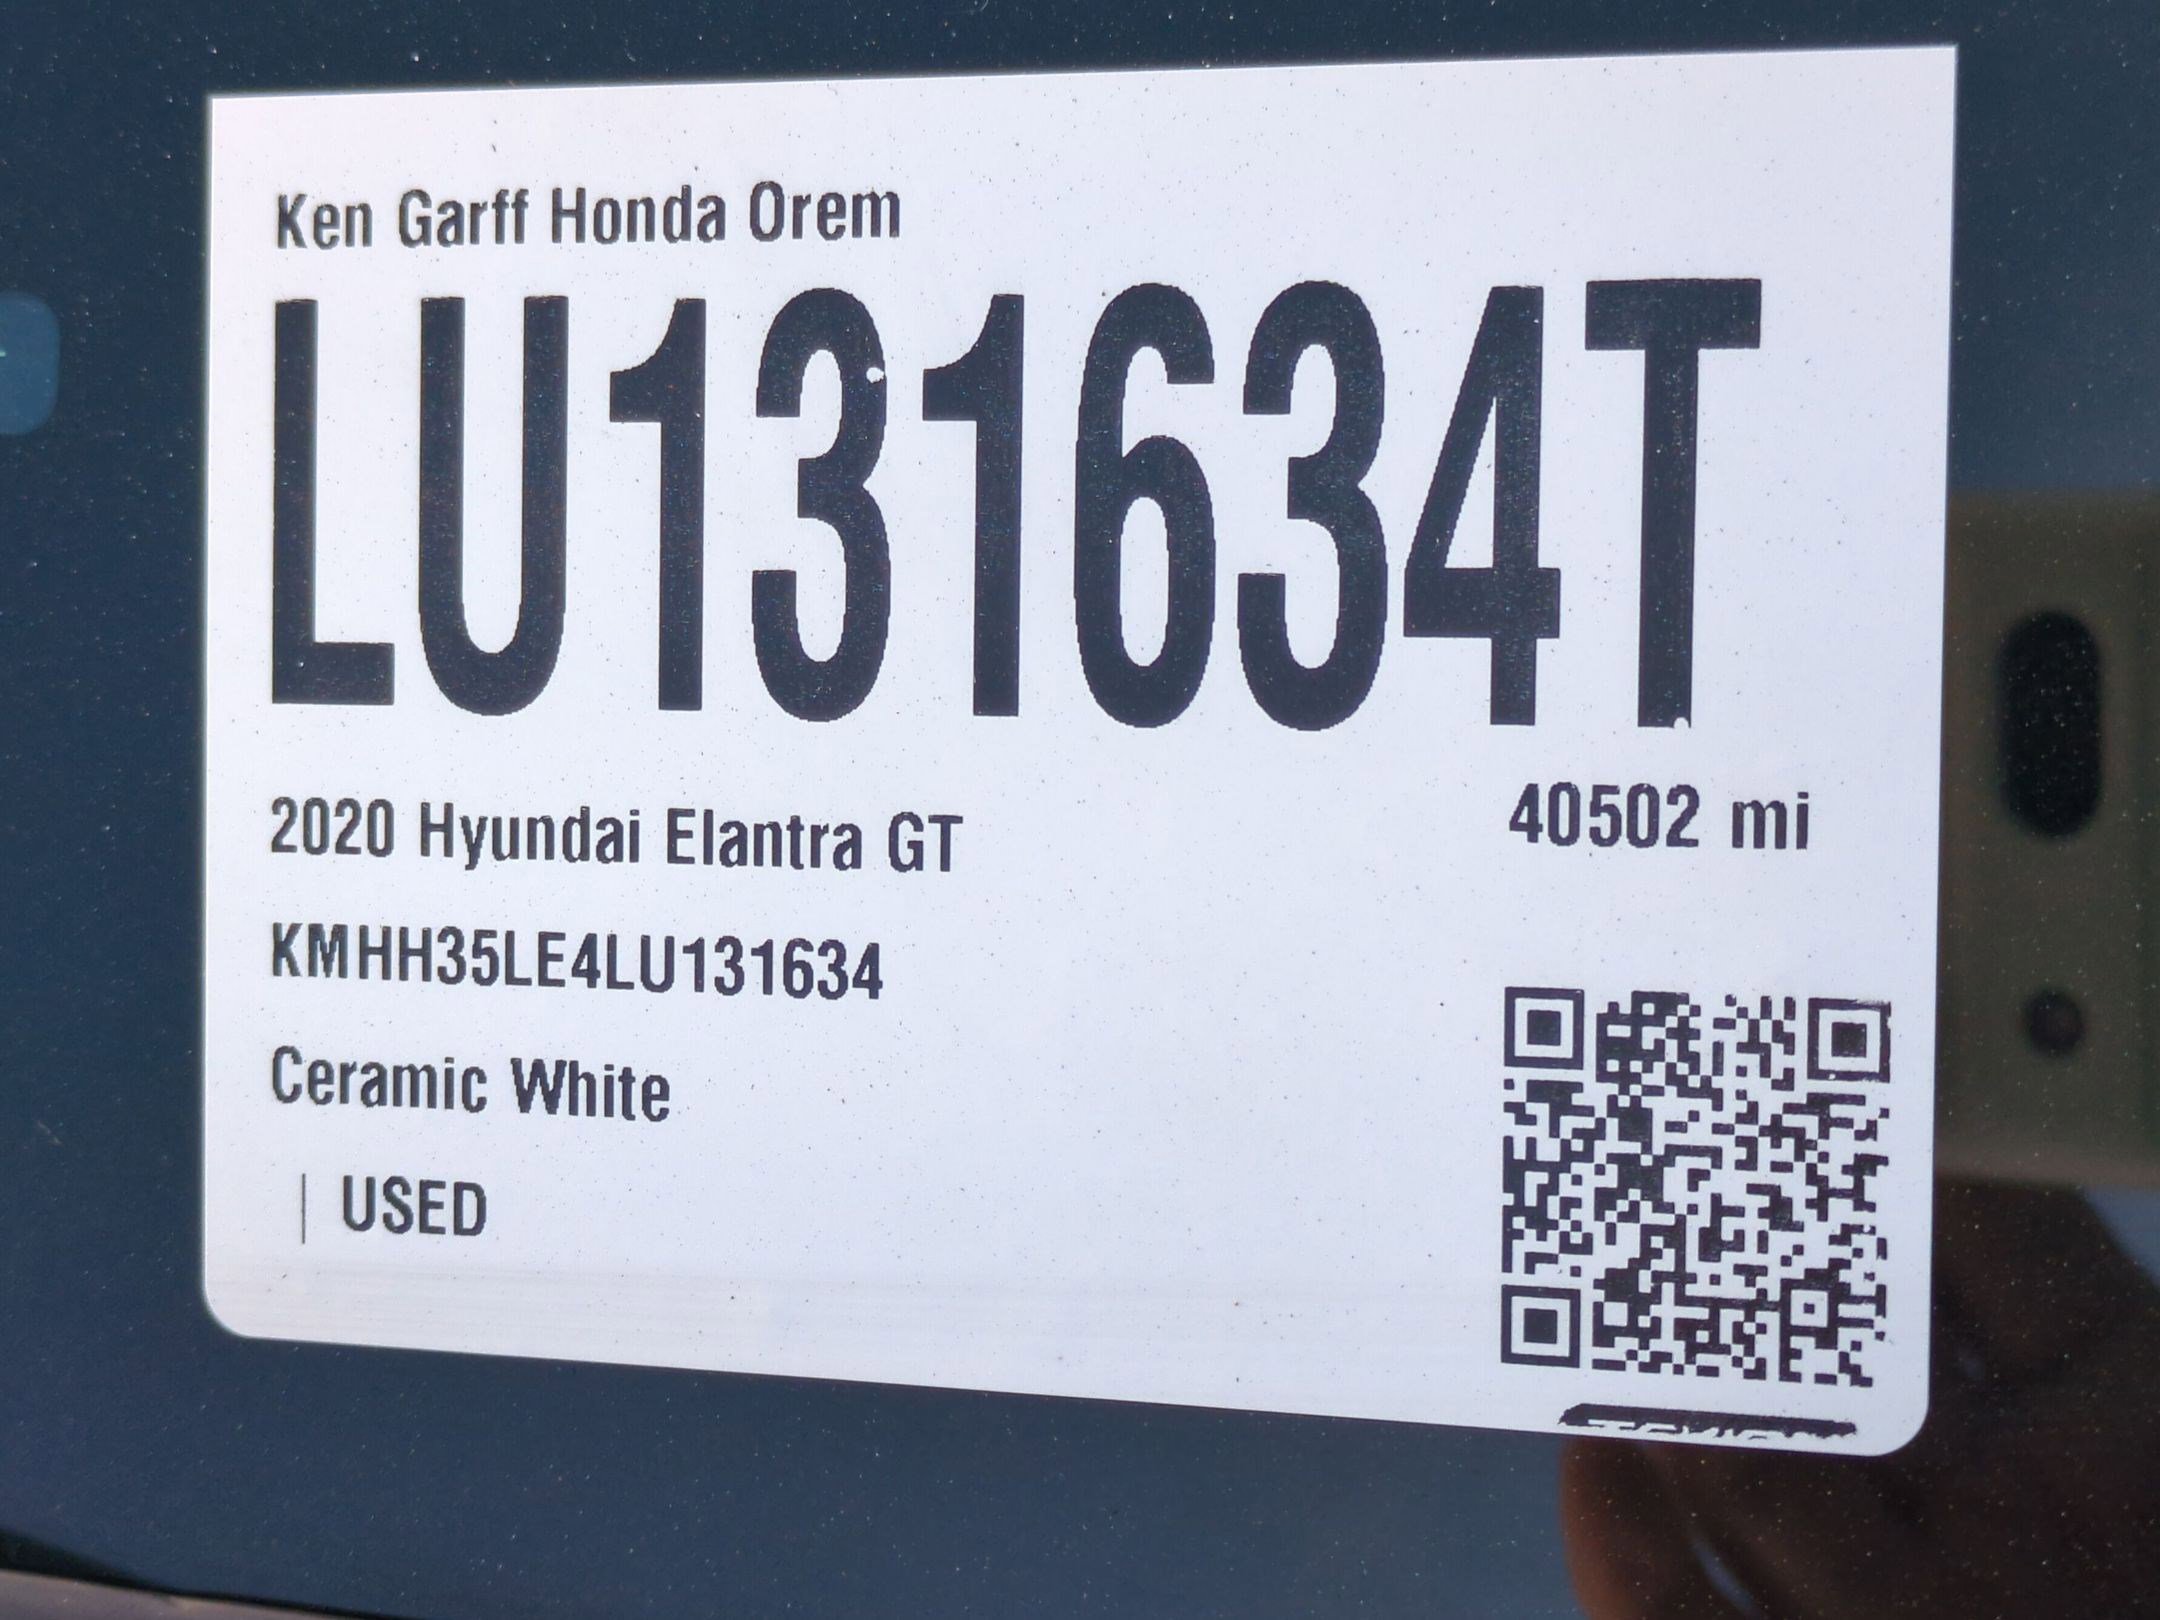 Ken Garff Honda Orem
LU131634T
2020 Hyundai Elantra GT
40502 mi
KMHH35LE4LU131634
Ceramic White
| USED